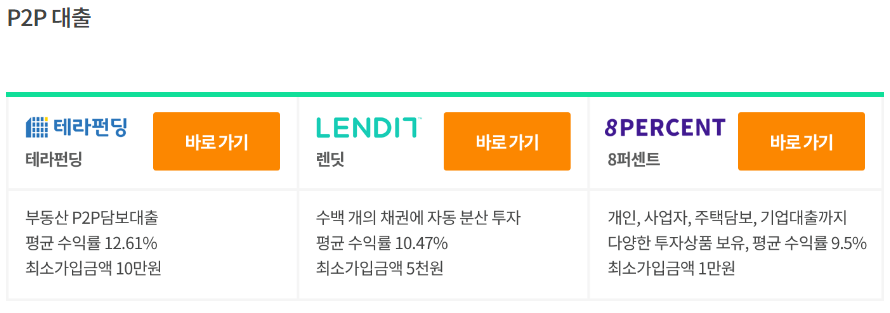 P2P 대출
테라펀딩
바로 가기
테라펀딩
부동산 P2P담보대출
평균 수익률 12.61%
최소가입금액 10만원
LENDIT
바로 가기
렌딧
수백 개의 채권에 자동 분산 투자
평균 수익률 10.47%
최소가입금액 5천원
8PERCENT
바로 가기
8퍼센트
개인, 사업자, 주택담보, 기업대출까지
다양한 투자상품 보유, 평균 수익률 9.5%
최소가입금액 1만원